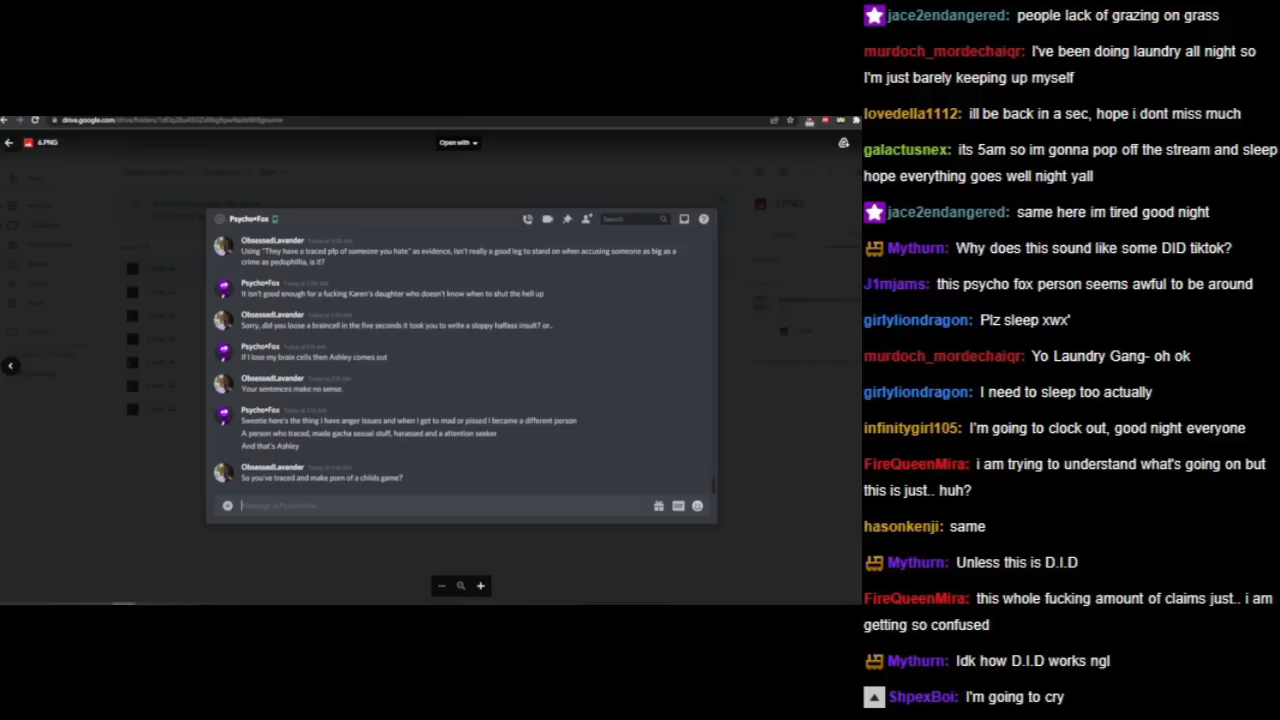 drive.google.com
6.PNG
Open with
Psycho•Fox
Search
ObsessedLavander
Using "They have a traced pfp of someone you hate" as evidence, isn't really a good leg to stand on when accusing someone as big as a
crime as pedophillia, is it?
Psycho•Fox
It isn't good enough for a fucking Karen's daughter who doesn't know when to shut the hell up
ObsessedLavander
Sorry, did you loose a braincell in the five seconds it took you to write a sloppy halfass insult? or..
Psycho•Fox
If I lose my brain cells then Ashley comes out
ObsessedLavander
Your sentences make no sense.
Psycho•Fox
Sweetie here's the thing I have anger issues and when I get to mad or pissed I became a different person
A person who traced, made gacha sexual stuff, harassed and a attention seeker
And that's Ashley
ObsessedLavander
So you've traced and make porn of a childs game?
Message @Psycho•Fox
GIF
jace2endangered: people lack of grazing on grass
murdoch_mordechaiqr: I've been doing laundry all night so
I'm just barely keeping up myself
lovedella1112: ill be back in a sec, hope i dont miss much
galactusnex: its 5am so im gonna pop off the stream and sleep
hope everything goes well night yall
jace2endangered: same here im tired good night
Mythurn: Why does this sound like some DID tiktok?
J1mjams: this psycho fox person seems awful to be around
girlyliondragon: Plz sleep xwx'
murdoch_mordechaiqr: Yo Laundry Gang- oh ok
girlyliondragon: I need to sleep too actually
infinitygirl105: I'm going to clock out, good night everyone
FireQueenMira: i am trying to understand what's going on but
this is just.. huh?
hasonkenji: same
Mythurn: Unless this is D.I.D
FireQueenMira: this whole fucking amount of claims just.. i am
getting so confused
Mythurn: Idk how D.I.D works ngl
ShpexBoi: I'm going to cry